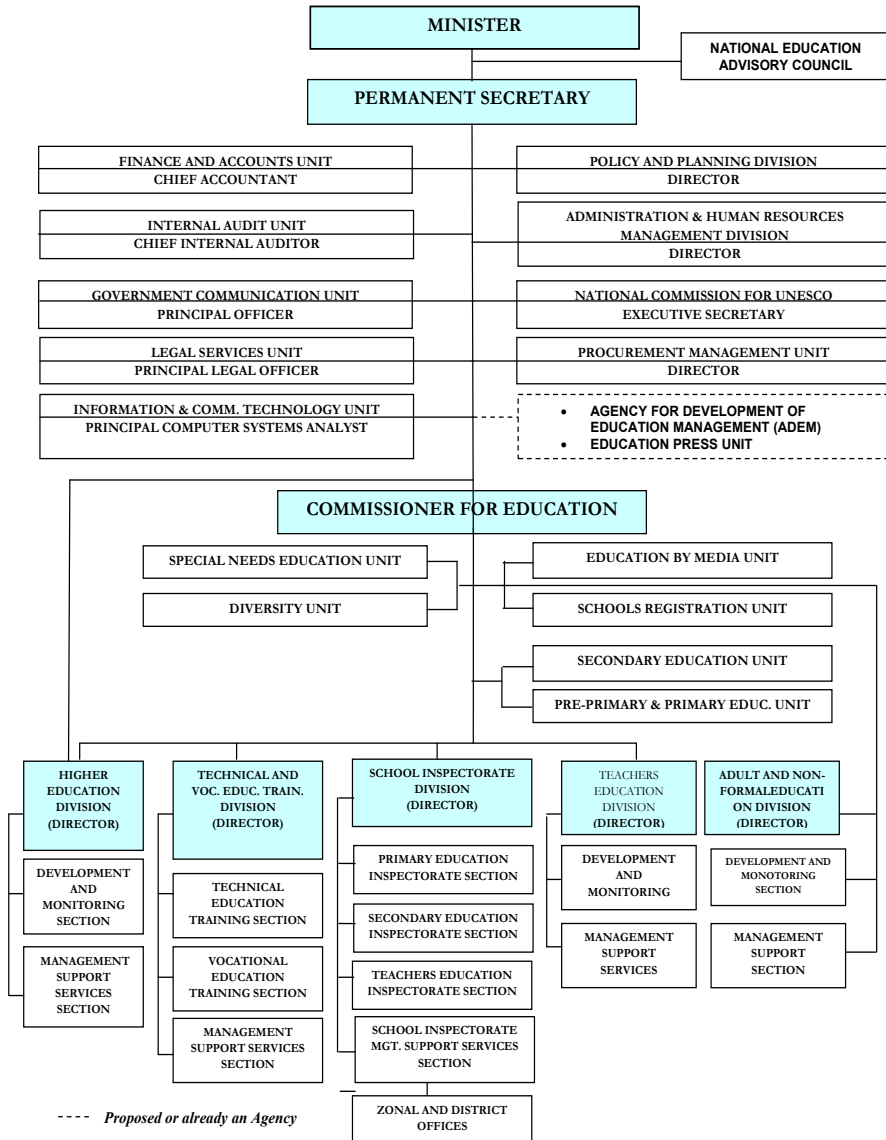 MINISTER
NATIONAL EDUCATION
ADVISORY COUNCIL
PERMANENT SECRETARY
FINANCE AND ACCOUNTS UNIT
CHIEF ACCOUNTANT
POLICY AND PLANNING DIVISION
DIRECTOR
INTERNAL AUDIT UNIT
CHIEF INTERNAL AUDITOR
ADMINISTRATION & HUMAN RESOURCES
MANAGEMENT DIVISION
DIRECTOR
GOVERNMENT COMMUNICATION UNIT
PRINCIPAL OFFICER
NATIONAL COMMISSION FOR UNESCO
EXECUTIVE SECRETARY
LEGAL SERVICES UNIT
PRINCIPAL LEGAL OFFICER
PROCUREMENT MANAGEMENT UNIT
DIRECTOR
INFORMATION & COMM. TECHNOLOGY UNIT
PRINCIPAL COMPUTER SYSTEMS ANALYST
• AGENCY FOR DEVELOPMENT OF
EDUCATION MANAGEMENT (ADEM)
• EDUCATION PRESS UNIT
COMMISSIONER FOR EDUCATION
SPECIAL NEEDS EDUCATION UNIT
EDUCATION BY MEDIA UNIT
DIVERSITY UNIT
SCHOOLS REGISTRATION UNIT
SECONDARY EDUCATION UNIT
PRE-PRIMARY & PRIMARY EDUC. UNIT
HIGHER
EDUCATION
DIVISION
(DIRECTOR)
DEVELOPMENT
AND
MONITORING
SECTION
MANAGEMENT
SUPPORT
SERVICES
SECTION
TECHNICAL AND
VOC. EDUC. TRAIN.
DIVISION
(DIRECTOR)
TECHNICAL
EDUCATION
TRAINING SECTION
VOCATIONAL
EDUCATION
TRAINING SECTION
MANAGEMENT
SUPPORT SERVICES
SECTION
SCHOOL INSPECTORATE
DIVISION
(DIRECTOR)
PRIMARY EDUCATION
INSPECTORATE SECTION
SECONDARY EDUCATION
INSPECTORATE SECTION
TEACHERS EDUCATION
INSPECTORATE SECTION
SCHOOL INSPECTORATE
MGT. SUPPORT SERVICES
SECTION
ZONAL AND DISTRICT
OFFICES
TEACHERS
EDUCATION
DIVISION
(DIRECTOR)
DEVELOPMENT
AND
MONITORING
MANAGEMENT
SUPPORT
SERVICES
ADULT AND NON-
FORMALEDUCATI
ON DIVISION
(DIRECTOR)
DEVELOPMENT AND
MONOTORING
SECTION
MANAGEMENT
SUPPORT
SECTION
---- Proposed or already an Agency